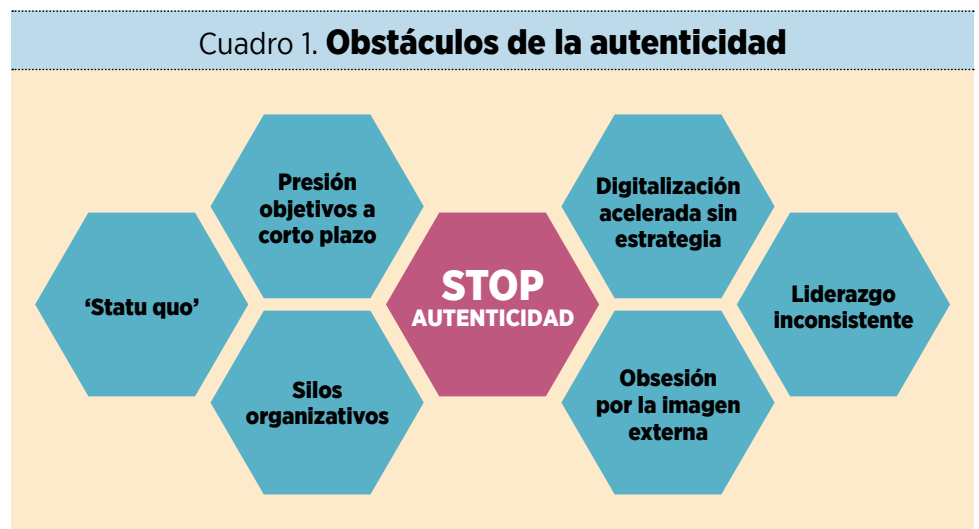 Cuadro 1. Obstáculos de la autenticidad
Presión
objetivos a
corto plazo
Digitalización
acelerada sin
estrategia
‘Statu quo’
STOP
AUTENTICIDAD
Liderazgo
inconsistente
Silos
organizativos
Obsesión
por la imagen
externa